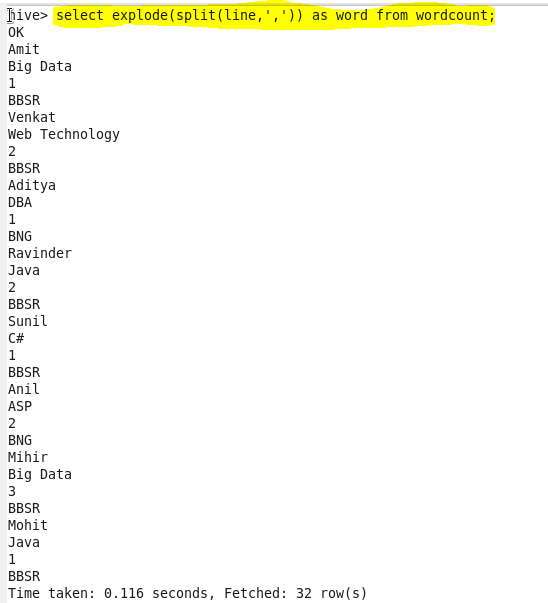 hive> select explode(split(line,',')) as word from wordcount;
OK
Amit
Big Data
1
BBSR
Venkat
Web Technology
2
BBSR
Aditya
DBA
1
BNG
Ravinder
Java
2
BBSR
Sunil
C#
1
BBSR
Anil
ASP
2
BNG
Mihir
Big Data
3
BBSR
Mohit
Java
1
BBSR
Time taken: 0.116 seconds, Fetched: 32 row(s)